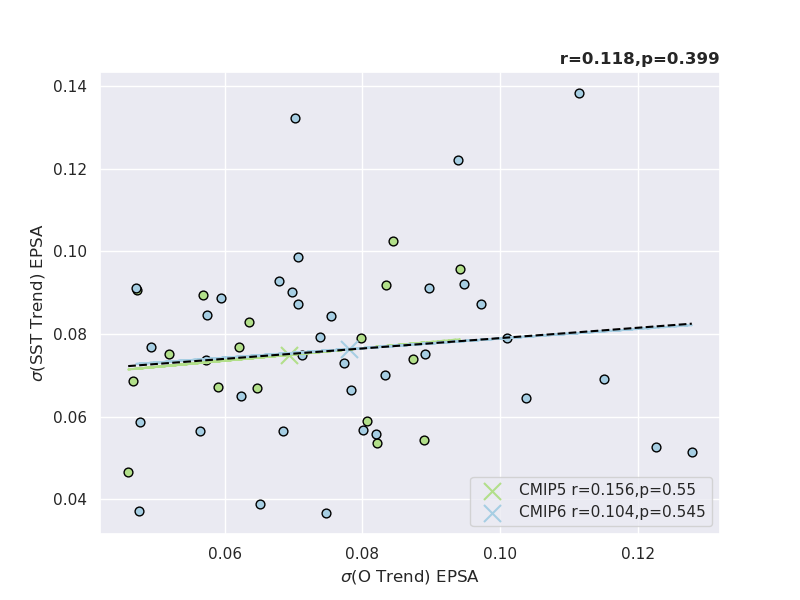 r=0.118,p=0.399
0.14
0.12
0.10
0.08
0.06
0.04
σ(SST Trend) EPSA
CMIP5 r=0.156,p=0.55
CMIP6 r=0.104,p=0.545
0.06 0.08 0.10 0.12
σ(O Trend) EPSA